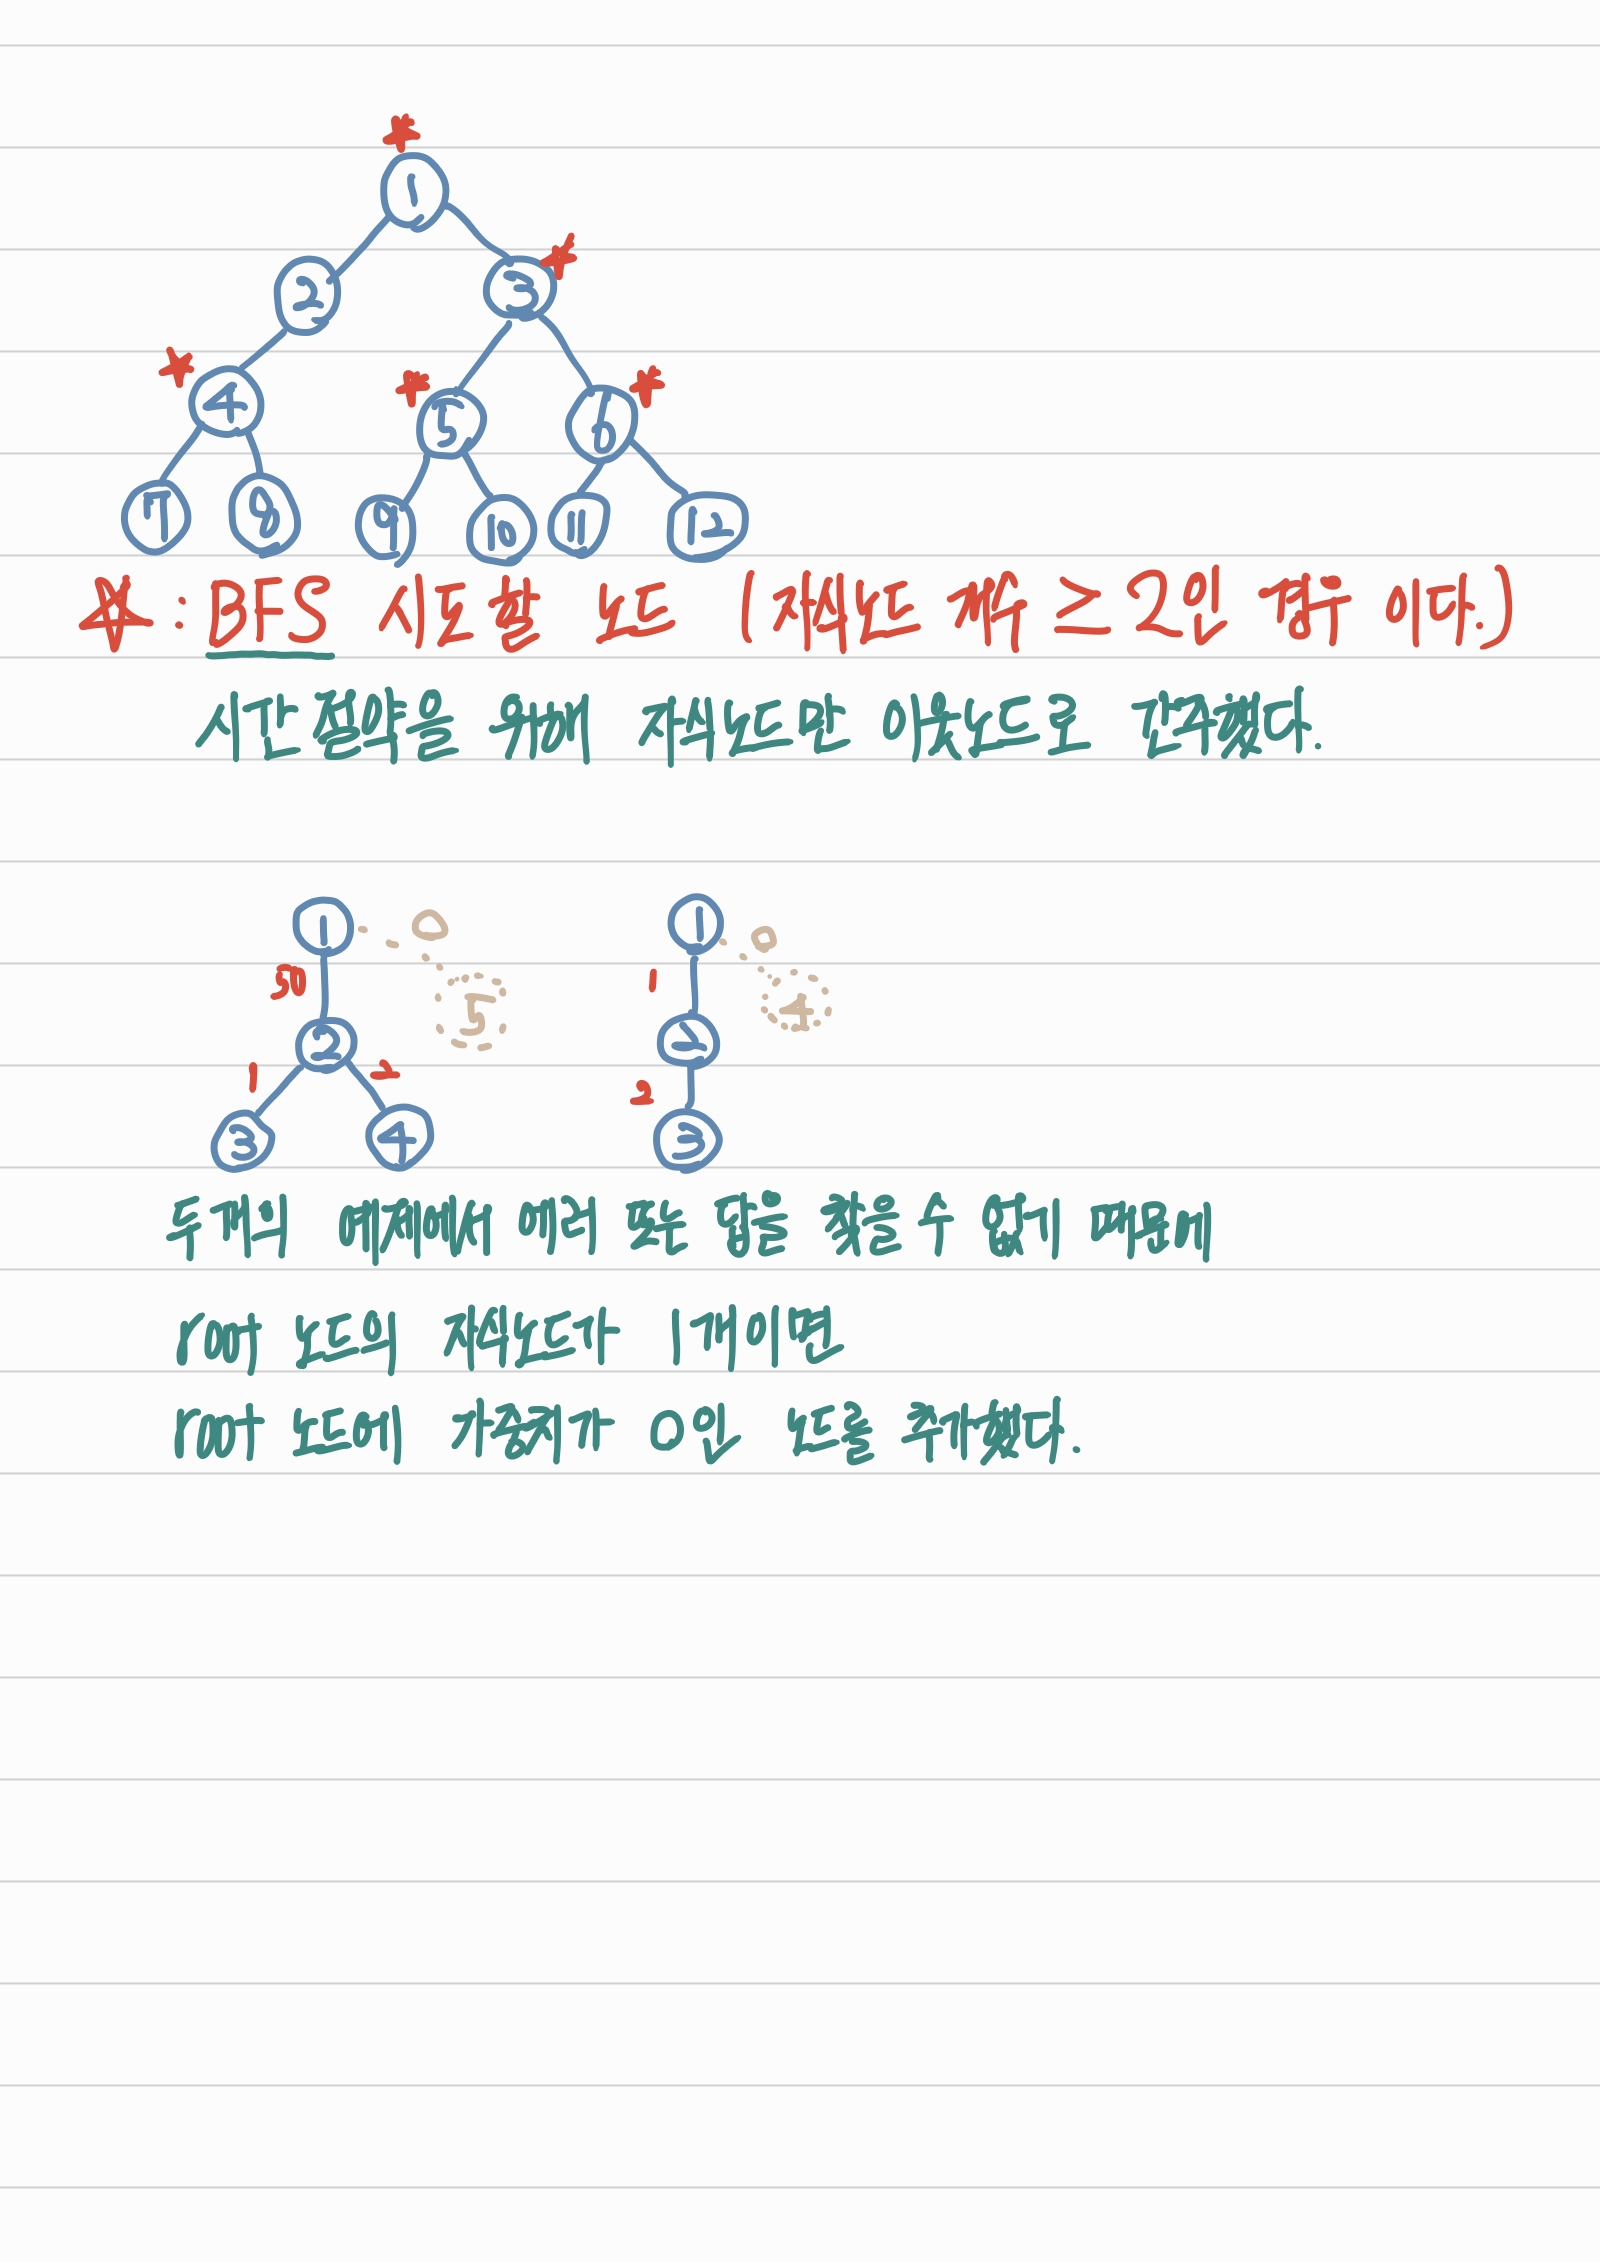 1
2 3
4 5 6
7 8 9 10 11 12
☆ : BFS 시도할 노드 (자식노드 개수 ≥ 2인 경우 이다.)
시간 절약을 위해 자식노드만 이웃노드로 간주했다.
1 0 1 0
50 5 1 4
2 2
1 2 2
3 4 3
두개의 예제에서 에러 또는 답을 찾을 수 없기 때문에
root 노드의 자식노드가 1개이면
root 노드에 가중치가 0인 노드를 추가했다.